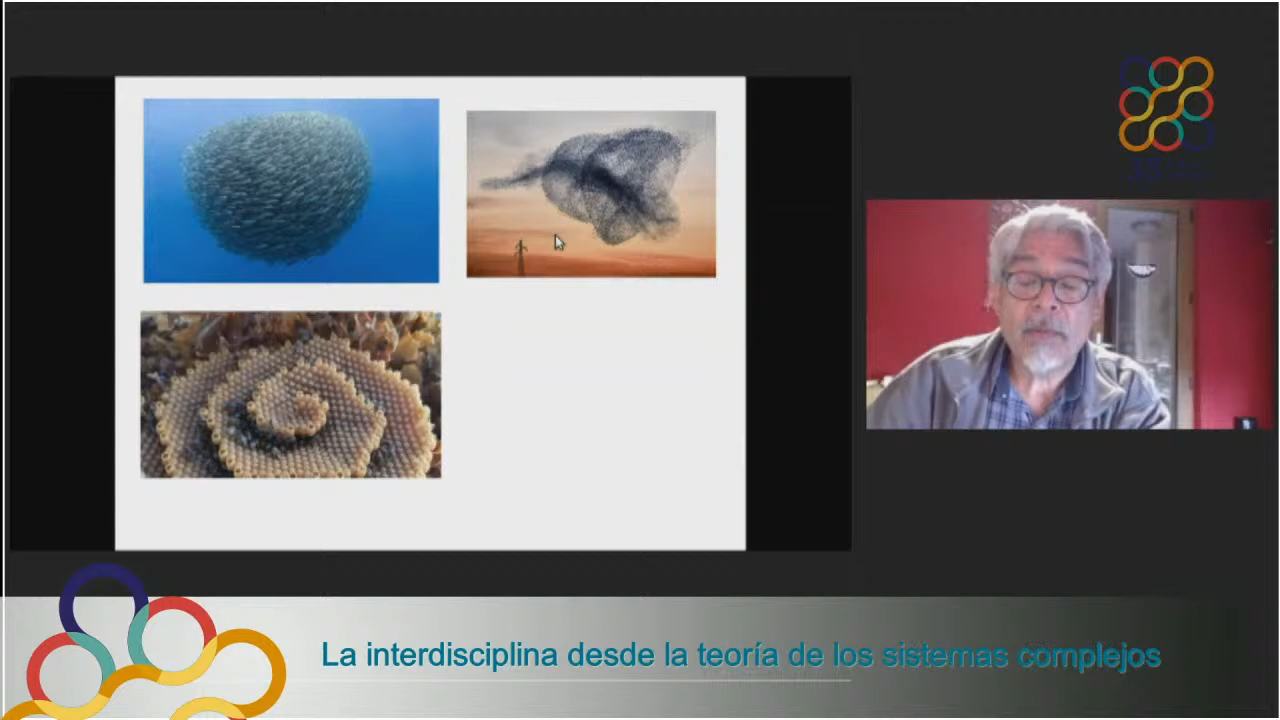 La interdisciplina desde la teoría de los sistemas complejos